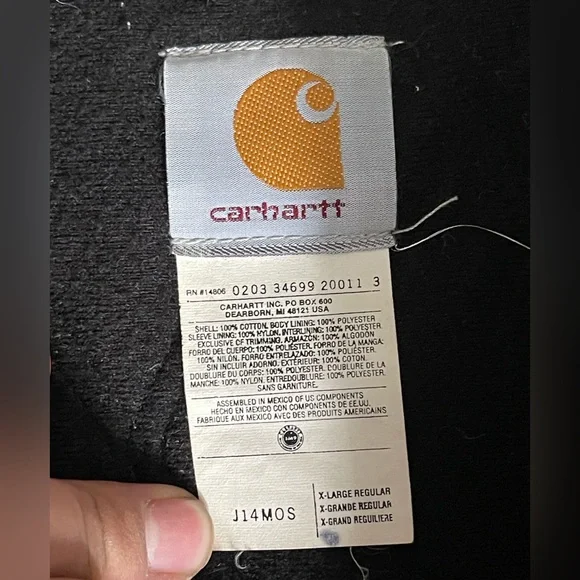 carhartt
RN #14806 0203 34699 20011 3
CARHARTT INC. PO BOX 600
DEARBORN, MI 48121 USA
SHELL: 100% COTTON, BODY LINING: 100% POLYESTER
SLEEVE LINING: 100% NYLON, INTERLINING: 100% POLYESTER
EXCLUSIVE OF TRIMMING. ARMAZON: 100% ALGODÓN
FORRO DEL CUERPO: 100% POLIÉSTER. FORRO DE LA MANGA:
100% NILÓN. FORRO ENTRELAZADO: 100% POLIÉSTER
SIN INCLUIR ADORNO. EXTÉRIEUR: 100% COTON.
DOUBLURE DU CORPS: 100% POLYESTER, DOUBLURE DE LA
MANCHE: 100% NYLON, ENTREDOUBLURE: 100% POLYESTER.
SANS GARNITURE.
ASSEMBLED IN MEXICO OF US COMPONENTS
HECHO EN MEXICO CON COMPONENTS DE EE.UU.
FABRIQUE AUX MEXICO AVEC DES PRODUITS AMERICAINS
J14MOS
X-LARGE REGULAR
X-GRANDE REGULAR
X-GRAND REGULIERE